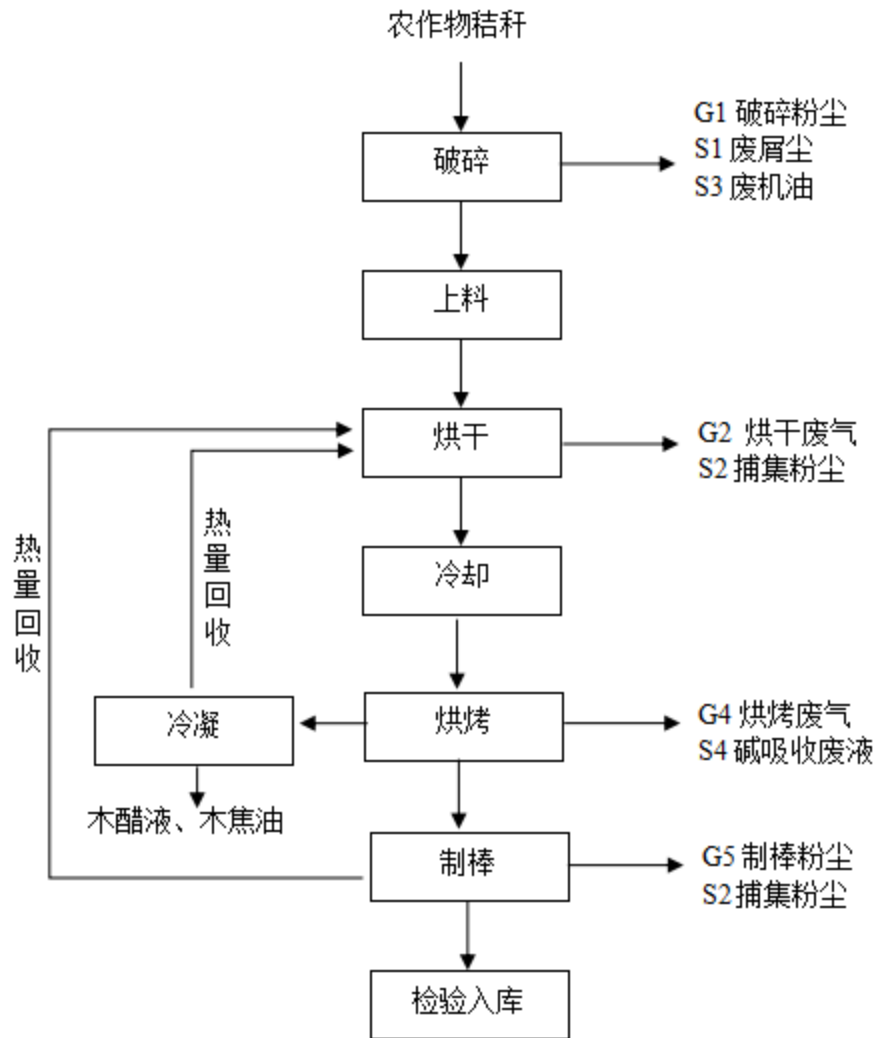 农作物秸秆
破碎
G1 破碎粉尘
S1 废屑尘
S3 废机油
上料
烘干
G2 烘干废气
S2 捕集粉尘
热量回收
热量回收
冷却
冷凝
烘烤
G4 烘烤废气
S4 碱吸收废液
木醋液、木焦油
制棒
G5 制棒粉尘
S2 捕集粉尘
检验入库